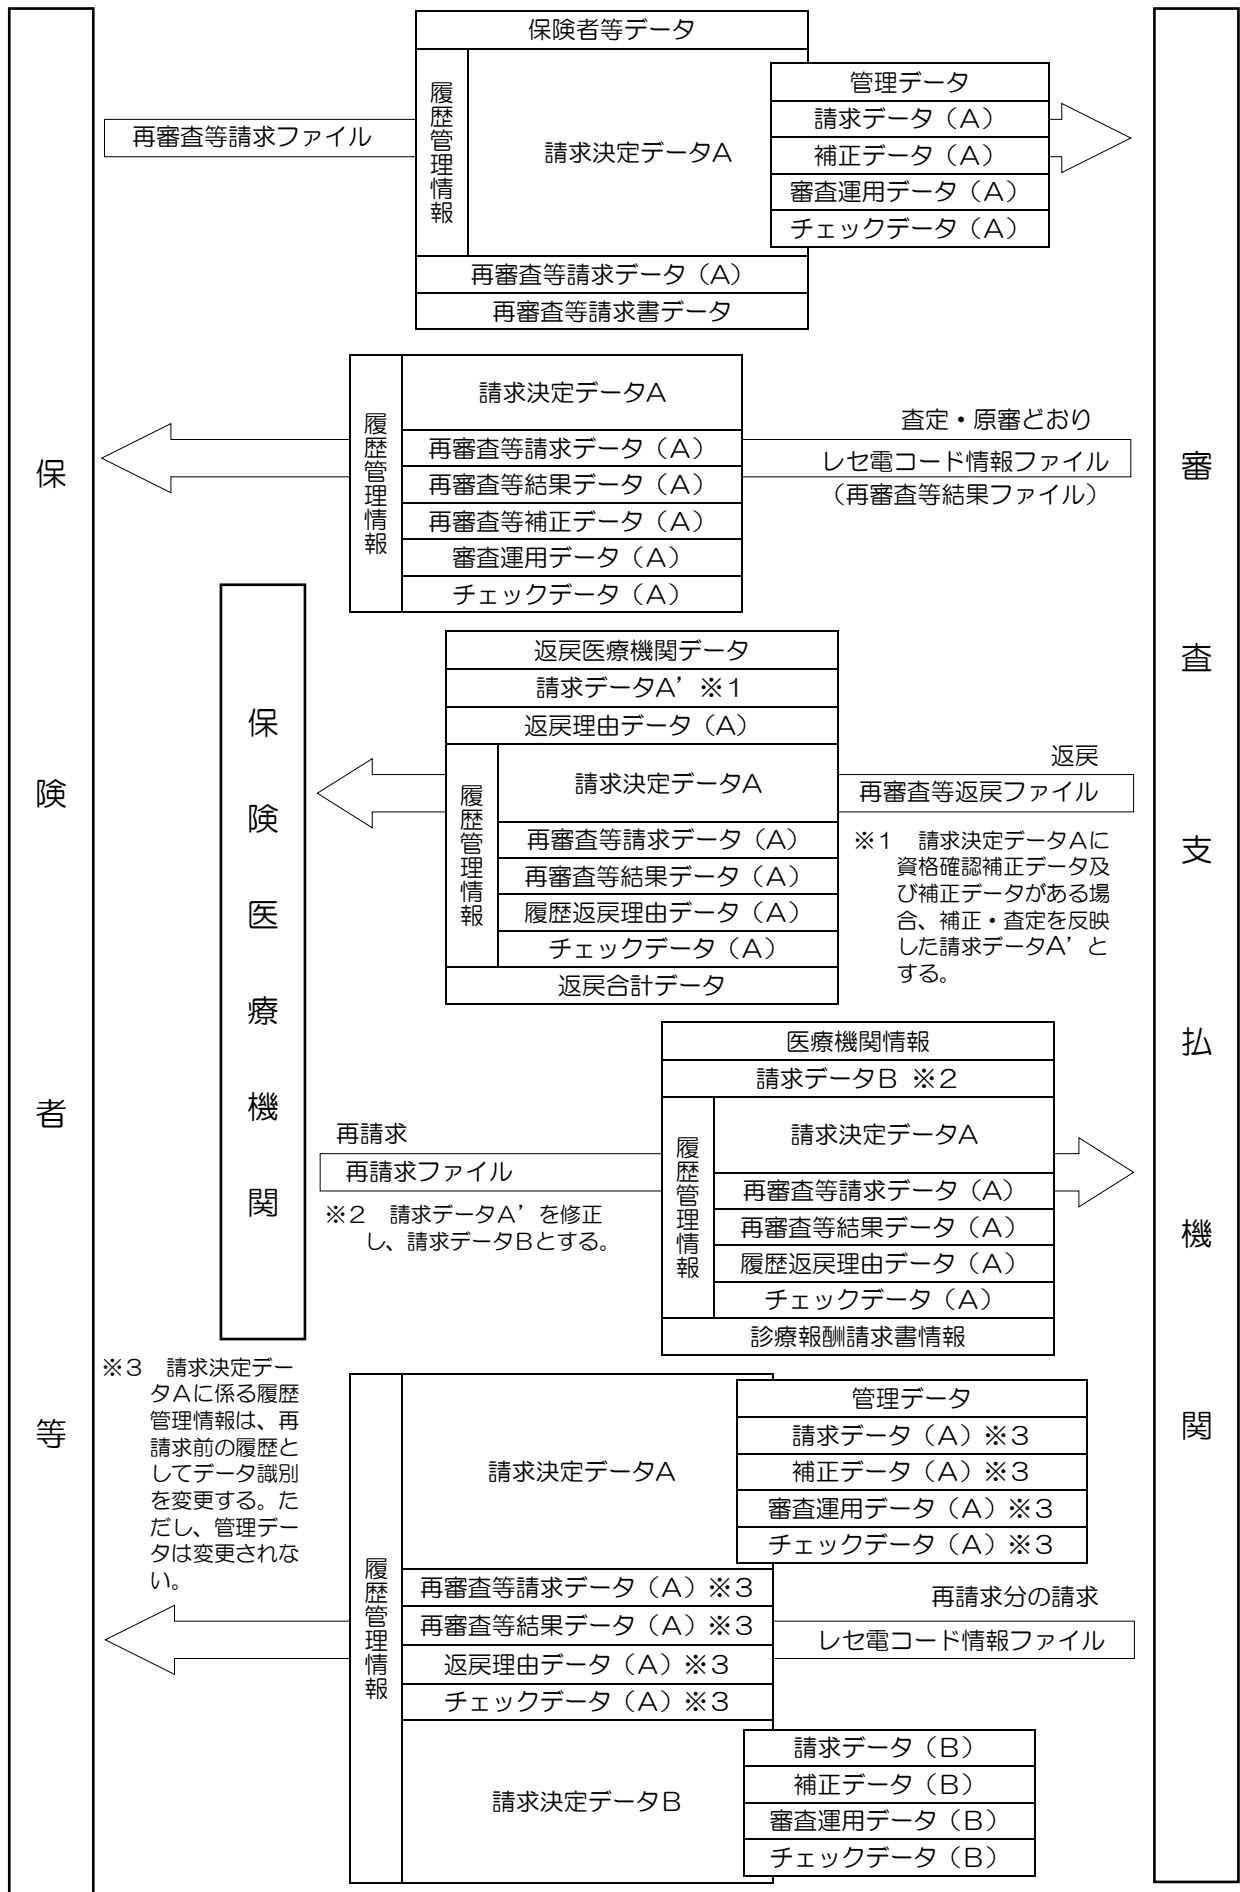 保険者等
審査支払機関
保険者等データ
履歴管理情報
請求決定データA
管理データ
請求データ（A）
補正データ（A）
審査運用データ（A）
チェックデータ（A）
再審査等請求ファイル
再審査等請求データ（A）
再審査等請求書データ
履歴管理情報
請求決定データA
再審査等請求データ（A）
再審査等結果データ（A）
再審査等補正データ（A）
審査運用データ（A）
チェックデータ（A）
査定・原審どおり
レセ電コード情報ファイル
（再審査等結果ファイル）
保険医療機関
返戻医療機関データ
請求データA’ ※1
返戻理由データ（A）
履歴管理情報
請求決定データA
再審査等請求データ（A）
再審査等結果データ（A）
履歴返戻理由データ（A）
チェックデータ（A）
返戻合計データ
返戻
再審査等返戻ファイル
※1　請求決定データAに
資格確認補正データ及
び補正データがある場
合、補正・査定を反映
した請求データA’と
する。
医療機関情報
請求データB ※2
履歴管理情報
請求決定データA
再審査等請求データ（A）
再審査等結果データ（A）
履歴返戻理由データ（A）
チェックデータ（A）
診療報酬請求書情報
再請求
再請求ファイル
※2　請求データA’を修正
し、請求データBとする。
※3　請求決定デー
タAに係る履歴
管理情報は、再
請求前の履歴と
してデータ識別
を変更する。た
だし、管理デー
タは変更されな
い。
履歴管理情報
請求決定データA
管理データ
請求データ（A）※3
補正データ（A）※3
審査運用データ（A）※3
チェックデータ（A）※3
再審査等請求データ（A）※3
再審査等結果データ（A）※3
返戻理由データ（A）※3
チェックデータ（A）※3
再請求分の請求
レセ電コード情報ファイル
請求決定データB
請求データ（B）
補正データ（B）
審査運用データ（B）
チェックデータ（B）